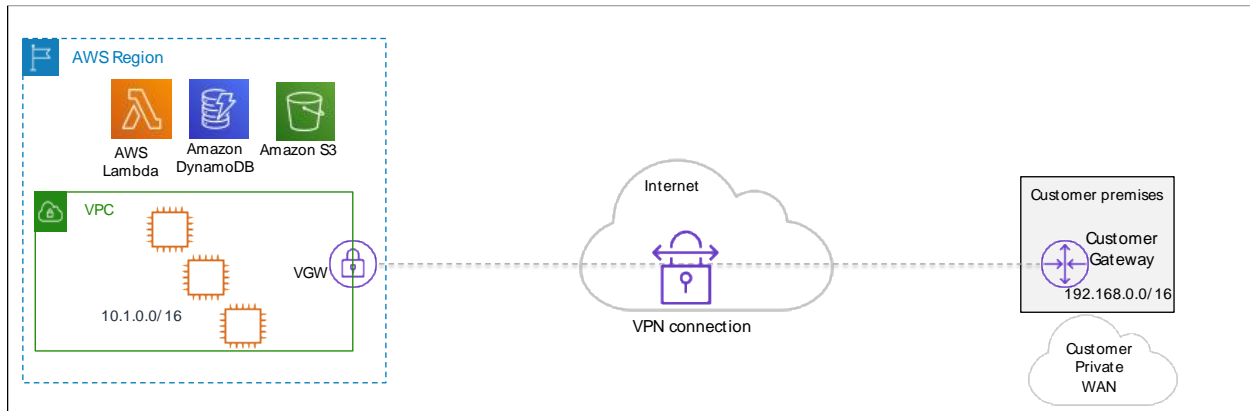 AWS Region
AWS
Lambda
Amazon
DynamoDB
Amazon S3
VPC
VGW
10.1.0.0/ 16
Internet
VPN connection
Customer premises
Customer
Gateway
192.168.0.0/ 16
Customer
Private
WAN